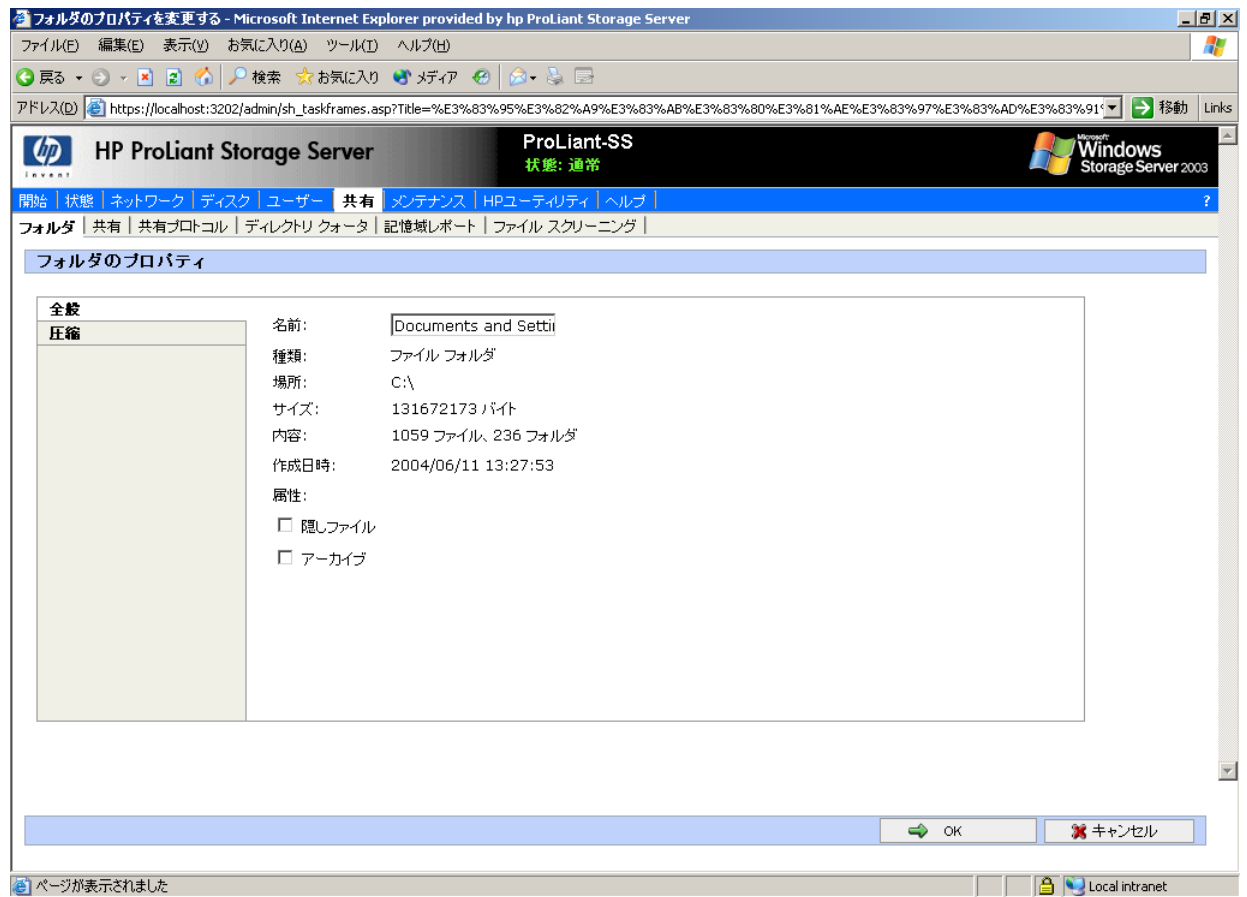 フォルダのプロパティを変更する - Microsoft Internet Explorer provided by hp ProLiant Storage Server
ファイル(F) 編集(E) 表示(V) お気に入り(A) ツール(T) ヘルプ(H)
戻る 検索 お気に入り メディア
アドレス(D) https://localhost:3202/admin/sh_taskframes.asp?Title=%E3%83%95%E3%82%A9%E3%83%AB%E3%83%80%E3%81%AE%E3%83%97%E3%83%AD%E3%83%91 移動 Links
hp invent HP ProLiant Storage Server ProLiant-SS Microsoft Windows
状態: 通常 Storage Server 2003
開始 状態 ネットワーク ディスク ユーザー 共有 メンテナンス HPユーティリティ ヘルプ ?
フォルダ 共有 共有プロトコル ディレクトリ クォータ 記憶域レポート ファイル スクリーニング
フォルダのプロパティ
全般
圧縮
名前: Documents and Setti
種類: ファイル フォルダ
場所: C:\
サイズ: 131672173 バイト
内容: 1059 ファイル、236 フォルダ
作成日時: 2004/06/11 13:27:53
属性:
隠しファイル
アーカイブ
OK キャンセル
ページが表示されました Local intranet